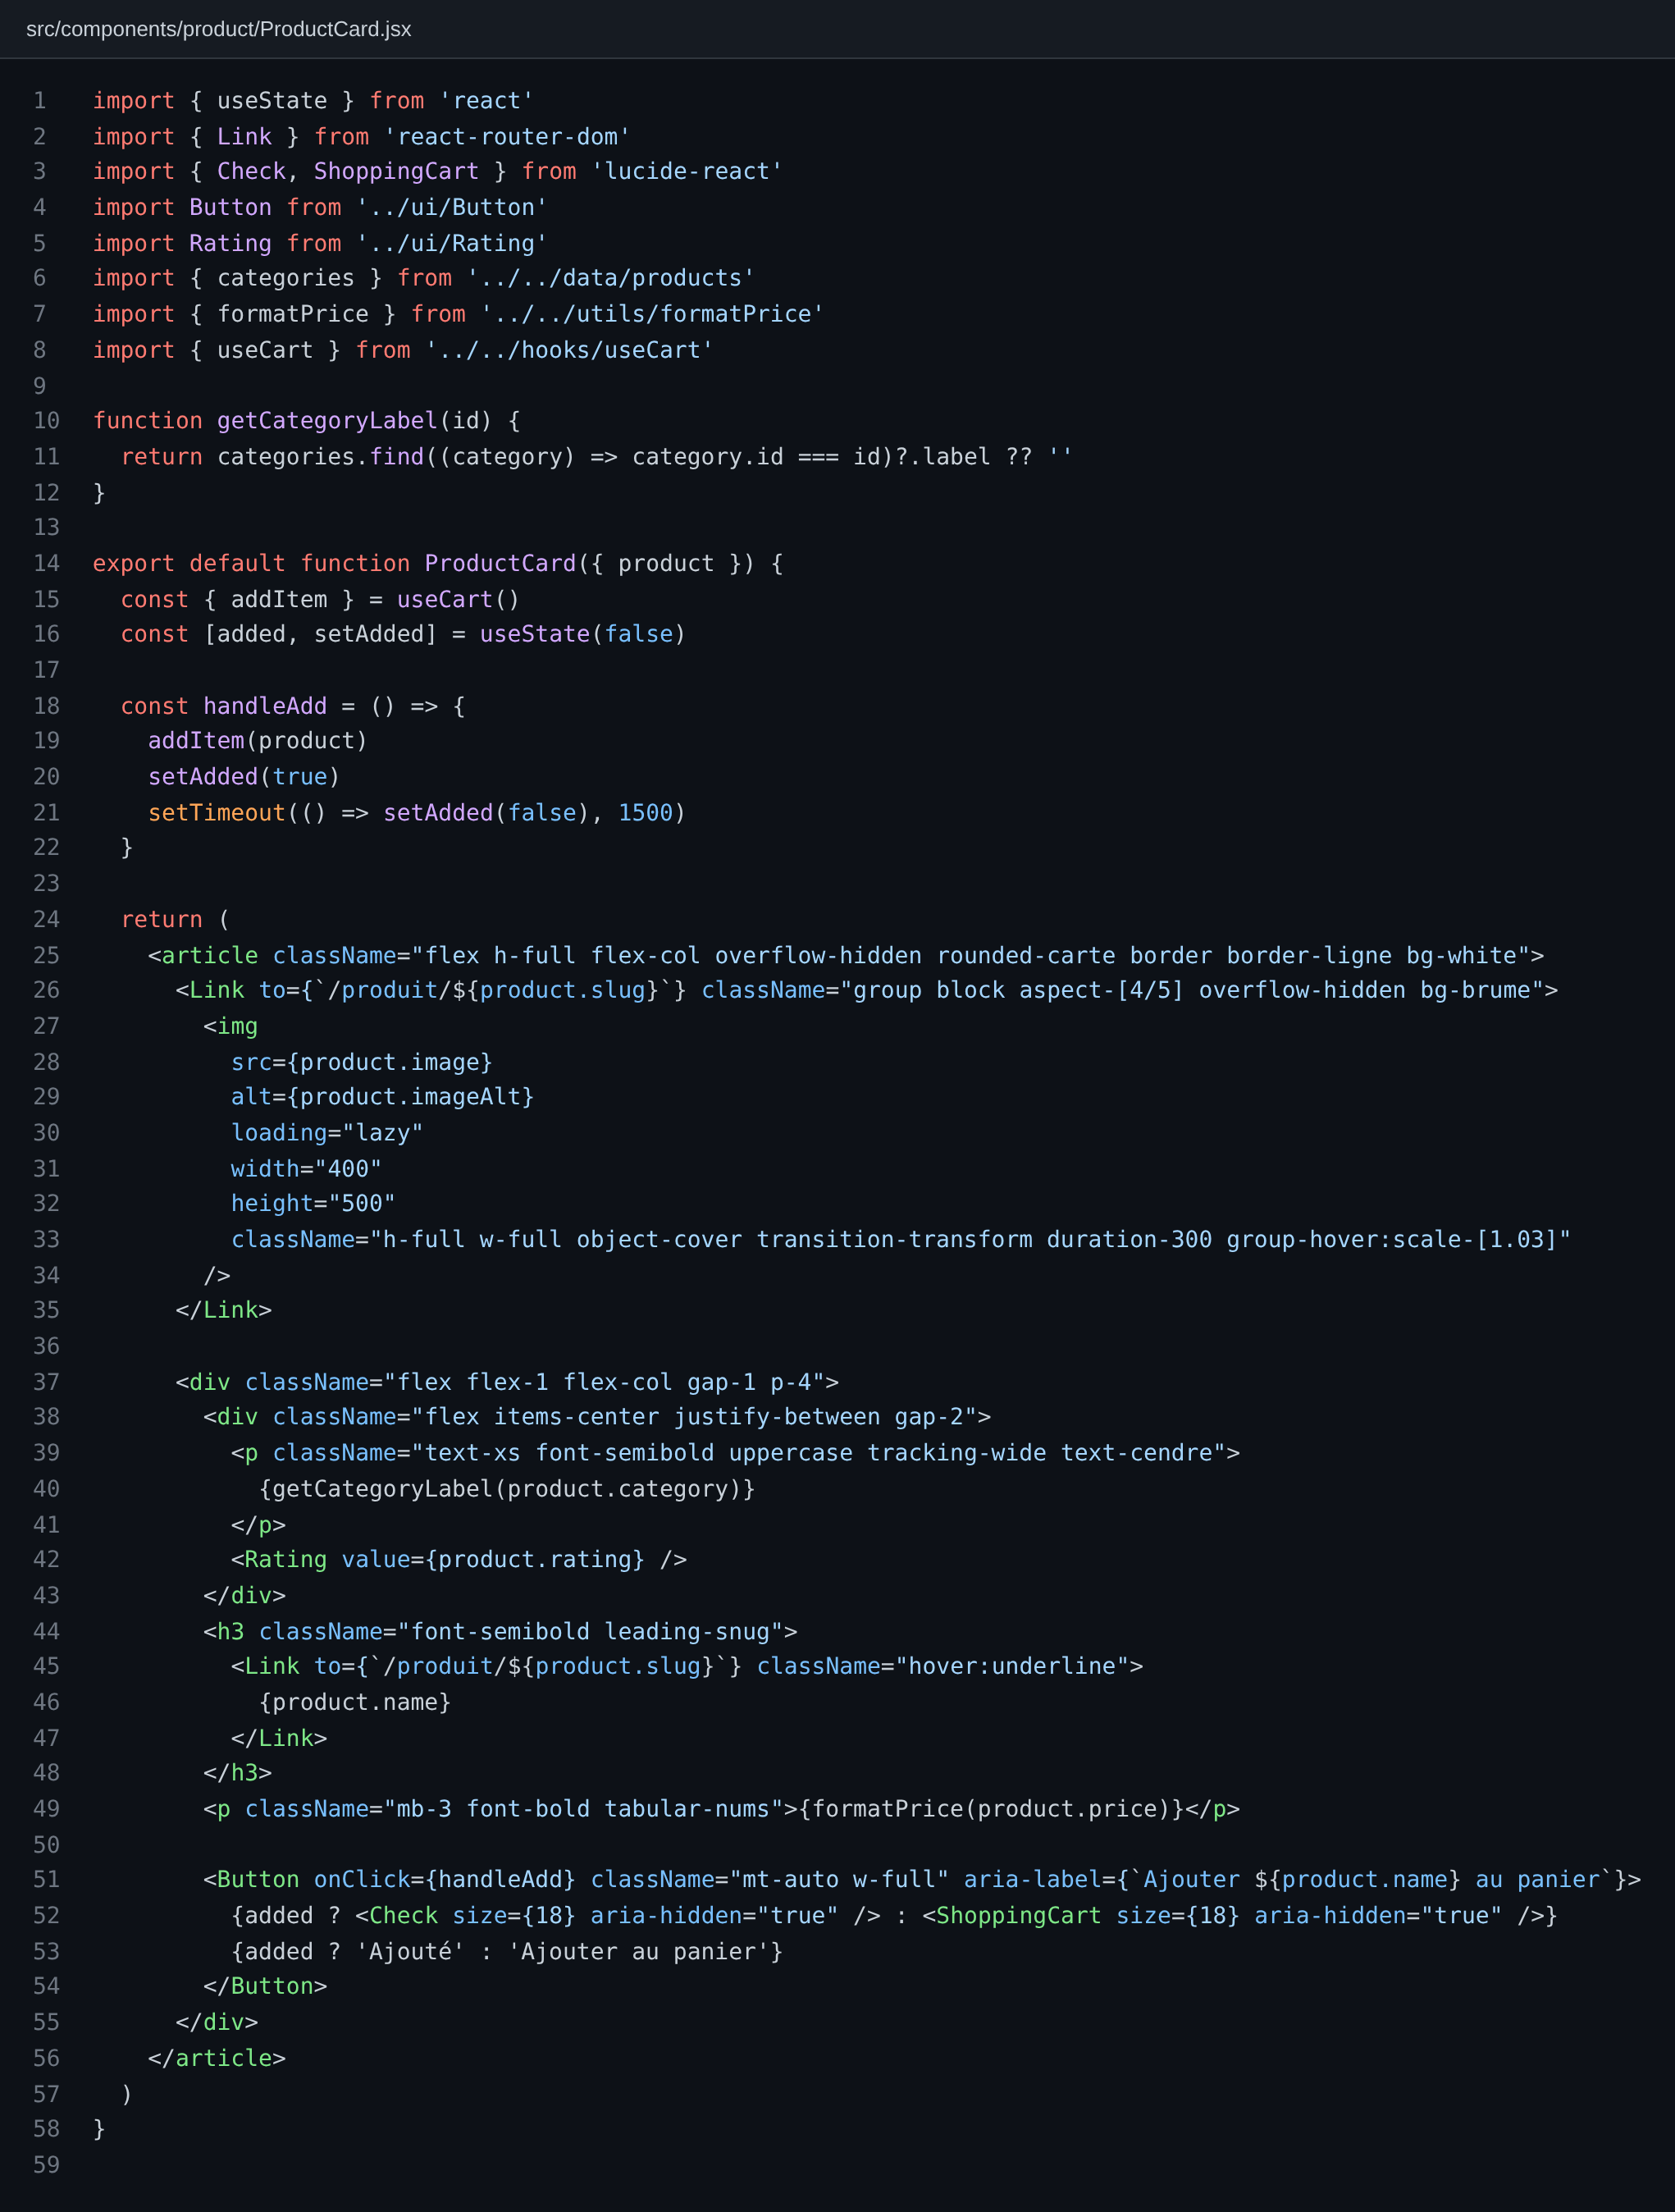 src/components/product/ProductCard.jsx
1 import { useState } from 'react'
2 import { Link } from 'react-router-dom'
3 import { Check, ShoppingCart } from 'lucide-react'
4 import Button from '../ui/Button'
5 import Rating from '../ui/Rating'
6 import { categories } from '../../data/products'
7 import { formatPrice } from '../../utils/formatPrice'
8 import { useCart } from '../../hooks/useCart'
9
10 function getCategoryLabel(id) {
11   return categories.find((category) => category.id === id)?.label ?? ''
12 }
13
14 export default function ProductCard({ product }) {
15   const { addItem } = useCart()
16   const [added, setAdded] = useState(false)
17
18   const handleAdd = () => {
19     addItem(product)
20     setAdded(true)
21     setTimeout(() => setAdded(false), 1500)
22   }
23
24   return (
25     <article className="flex h-full flex-col overflow-hidden rounded-carte border border-ligne bg-white">
26       <Link to={`/produit/${product.slug}`} className="group block aspect-[4/5] overflow-hidden bg-brume">
27         <img
28           src={product.image}
29           alt={product.imageAlt}
30           loading="lazy"
31           width="400"
32           height="500"
33           className="h-full w-full object-cover transition-transform duration-300 group-hover:scale-[1.03]"
34         />
35       </Link>
36
37       <div className="flex flex-1 flex-col gap-1 p-4">
38         <div className="flex items-center justify-between gap-2">
39           <p className="text-xs font-semibold uppercase tracking-wide text-cendre">
40             {getCategoryLabel(product.category)}
41           </p>
42           <Rating value={product.rating} />
43         </div>
44         <h3 className="font-semibold leading-snug">
45           <Link to={`/produit/${product.slug}`} className="hover:underline">
46             {product.name}
47           </Link>
48         </h3>
49         <p className="mb-3 font-bold tabular-nums">{formatPrice(product.price)}</p>
50
51         <Button onClick={handleAdd} className="mt-auto w-full" aria-label={`Ajouter ${product.name} au panier`}>
52           {added ? <Check size={18} aria-hidden="true" /> : <ShoppingCart size={18} aria-hidden="true" />}
53           {added ? 'Ajouté' : 'Ajouter au panier'}
54         </Button>
55       </div>
56     </article>
57   )
58 }
59